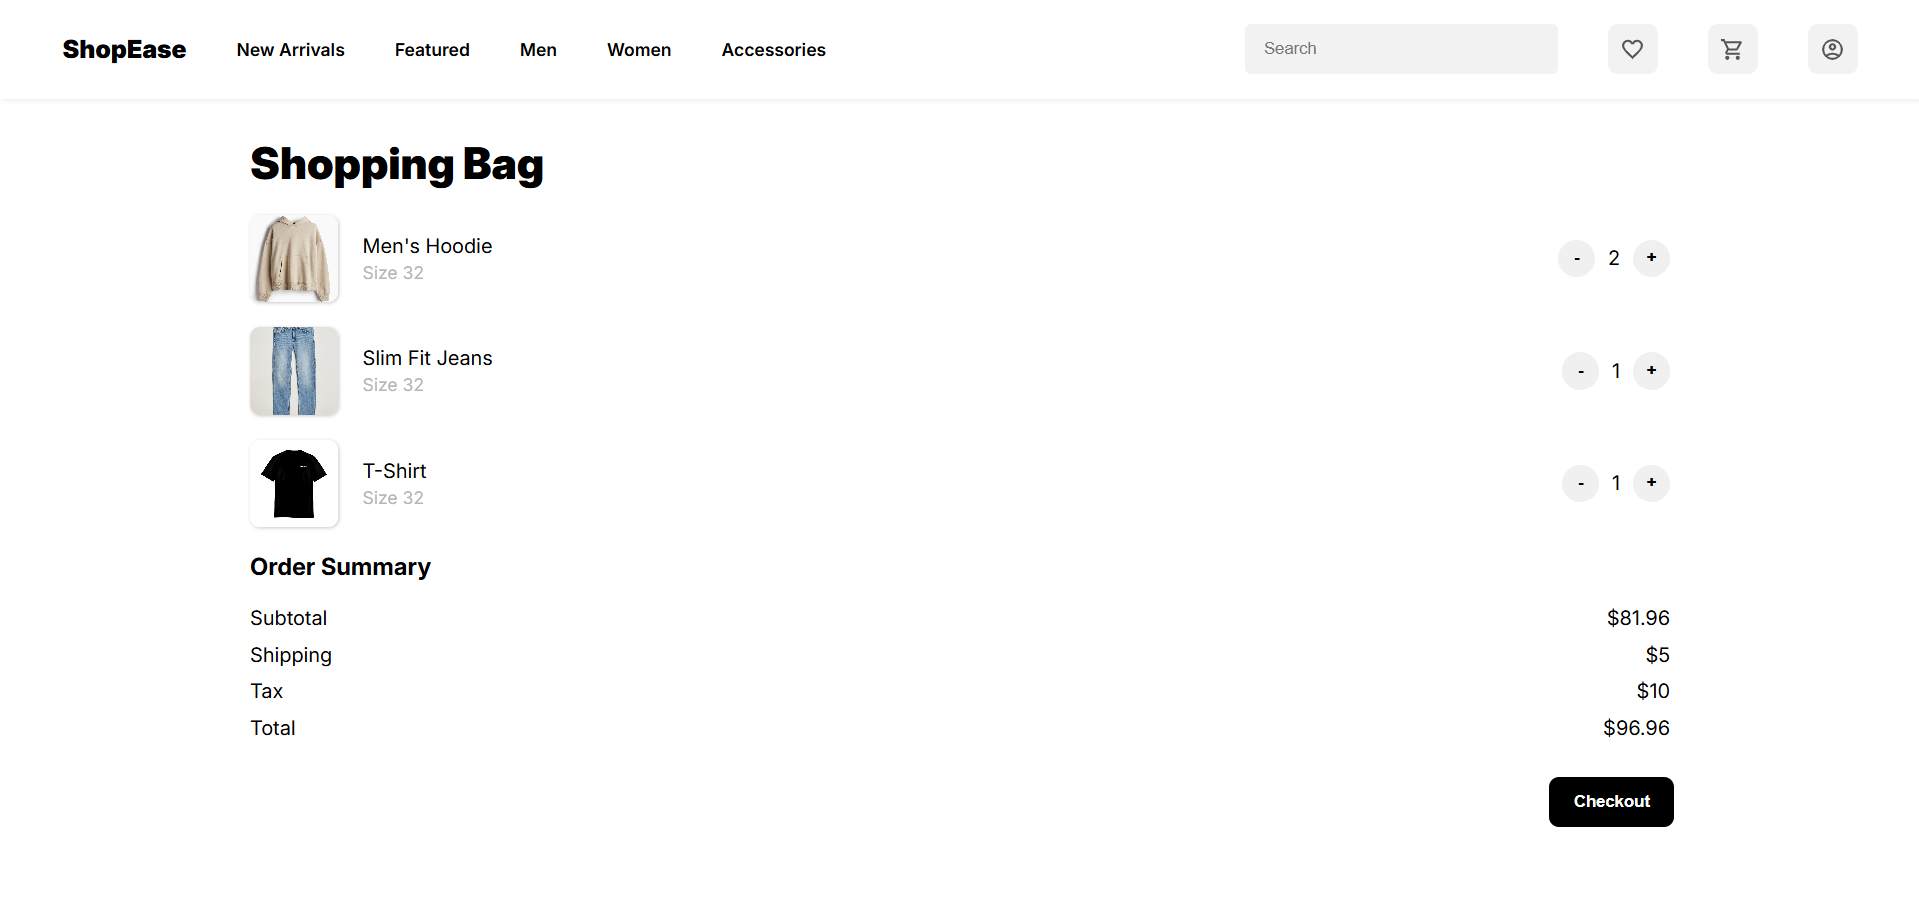 ShopEase New Arrivals Featured Men Women Accessories Search
Shopping Bag
Men's Hoodie
Size 32
- 2 +
Slim Fit Jeans
Size 32
- 1 +
T-Shirt
Size 32
- 1 +
Order Summary
Subtotal $81.96
Shipping $5
Tax $10
Total $96.96
Checkout